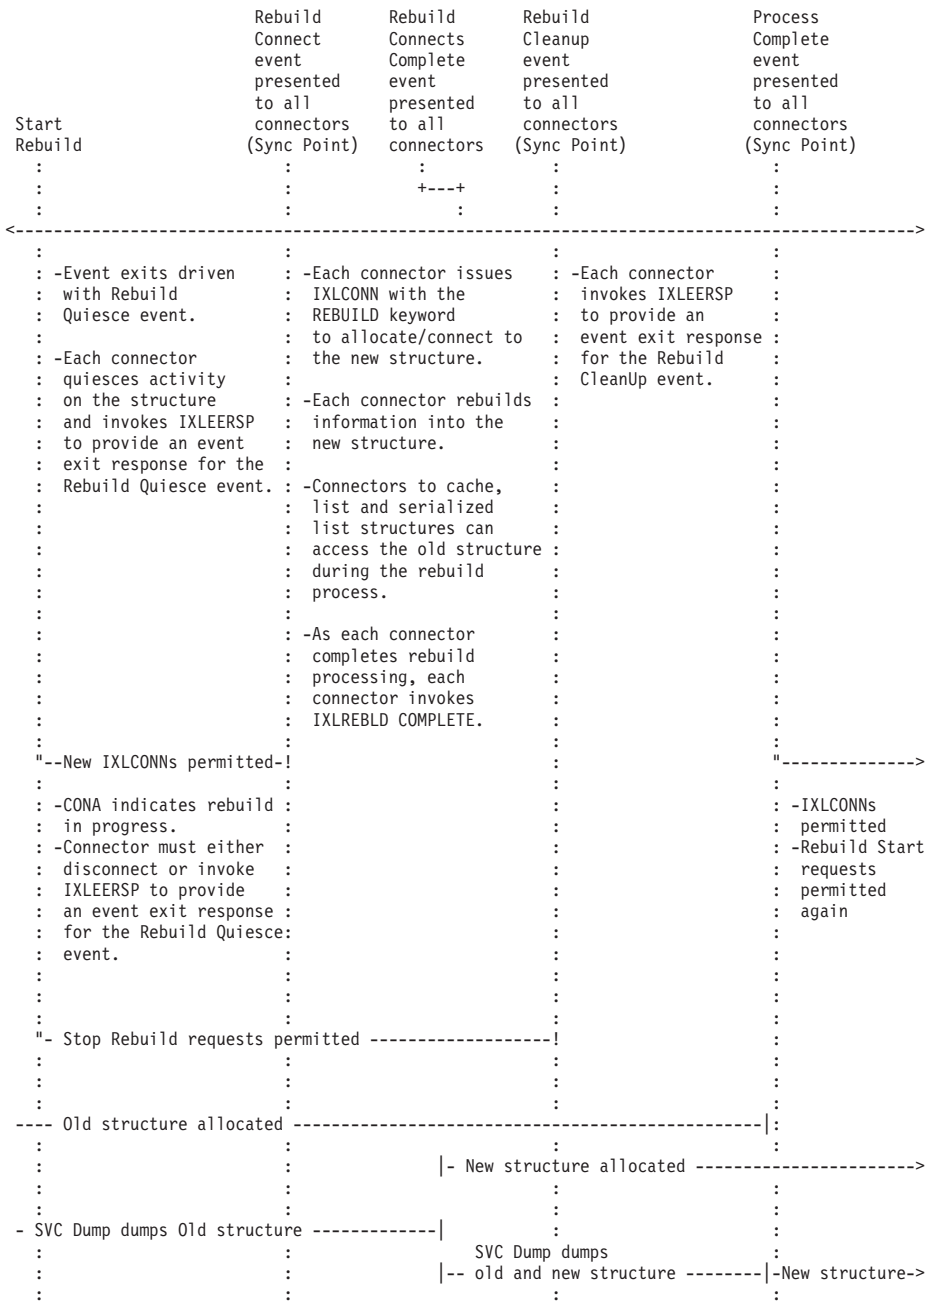 Rebuild         Rebuild         Rebuild                    Process
                              Connect         Connects        Cleanup                    Complete
                              event           Complete        event                      event
                              presented       event           presented                  presented
                              to all          presented       to all                     to all
 Start                        connectors      to all          connectors                 connectors
 Rebuild                     (Sync Point)     connectors     (Sync Point)               (Sync Point)
    :                             :               :               :                         :
    :                             :               +---+           :                         :
    :                             :                   :           :                         :
<----------------------------------------------------------------------------------------------------->
    :                             :                               :                         :
    : -Event exits driven         : -Each connector issues        : -Each connector         :
    :  with Rebuild               :  IXLCONN with the             :  invokes IXLEERSP       :
    :  Quiesce event.             :  REBUILD keyword              :  to provide an          :
    :                             :  to allocate/connect to       :  event exit response    :
    : -Each connector             :  the new structure.           :  for the Rebuild        :
    :  quiesces activity          :                               :  CleanUp event.         :
    :  on the structure           : -Each connector rebuilds      :                         :
    :  and invokes IXLEERSP       :  information into the         :                         :
    :  to provide an event        :  new structure.               :                         :
    :  exit response for the      :                               :                         :
    :  Rebuild Quiesce event.     : -Connectors to cache,         :                         :
    :                             :  list and serialized          :                         :
    :                             :  list structures can          :                         :
    :                             :  access the old structure     :                         :
    :                             :  during the rebuild           :                         :
    :                             :  process.                     :                         :
    :                             :                               :                         :
    :                             : -As each connector            :                         :
    :                             :  completes rebuild            :                         :
    :                             :  processing, each             :                         :
    :                             :  connector invokes            :                         :
    :                             :  IXLREBLD COMPLETE.           :                         :
    :                             :                               :                         :
    "--New IXLCONNs permitted-!                                   :                         "-------------->
    :                             :                               :                         :
    : -CONA indicates rebuild     :                               :                         : -IXLCONNs
    :  in progress.               :                               :                         :  permitted
    : -Connector must either      :                               :                         : -Rebuild Start
    :  disconnect or invoke       :                               :                         :  requests
    :  IXLEERSP to provide        :                               :                         :  permitted
    :  an event exit response     :                               :                         :  again
    :  for the Rebuild Quiesce    :                               :                         :
    :  event.                     :                               :                         :
    :                             :                               :                         :
    :                             :                               :                         :
    :                             :                               :                         :
    "- Stop Rebuild requests permitted --------------------!                                :
    :                             :                               :                         :
    :                             :                               :                         :
    :                             :                               :                         :
 ---- Old structure allocated ----------------------------------------------------|:
    :                             :                               :                         :
    :                             :                 |- New structure allocated ------------------------->
    :                             :                               :                         :
    :                             :                               :                         :
 - SVC Dump dumps Old structure --------------|                   :                         :
    :                             :                     SVC Dump dumps                      :
    :                             :                 |-- old and new structure --------|-New structure->
    :                             :                               :                         :